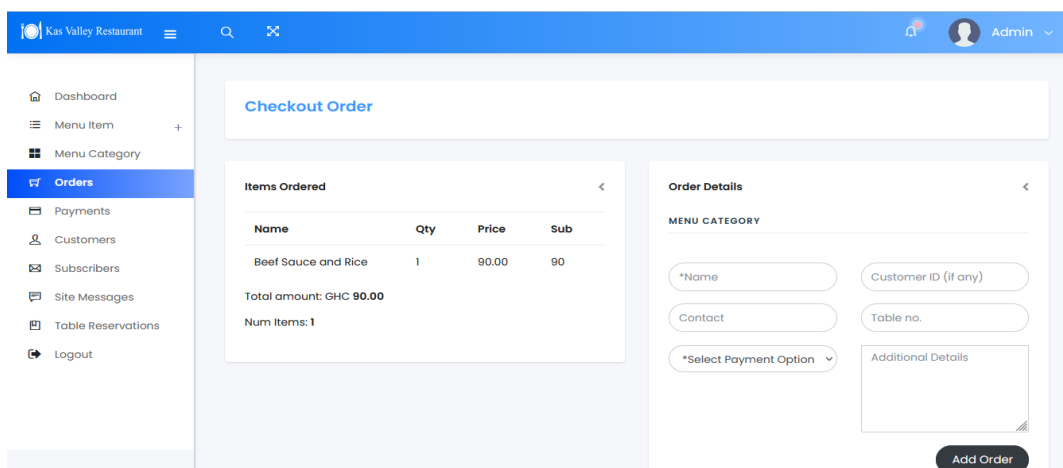 Kas Valley Restaurant
Admin
Dashboard
Menu Item +
Menu Category
Orders
Payments
Customers
Subscribers
Site Messages
Table Reservations
Logout
Checkout Order
Items Ordered
Name Qty Price Sub
Beef Sauce and Rice 1 90.00 90
Total amount: GHC 90.00
Num Items: 1
Order Details
MENU CATEGORY
*Name Customer ID (if any)
Contact Table no.
*Select Payment Option Additional Details
Add Order